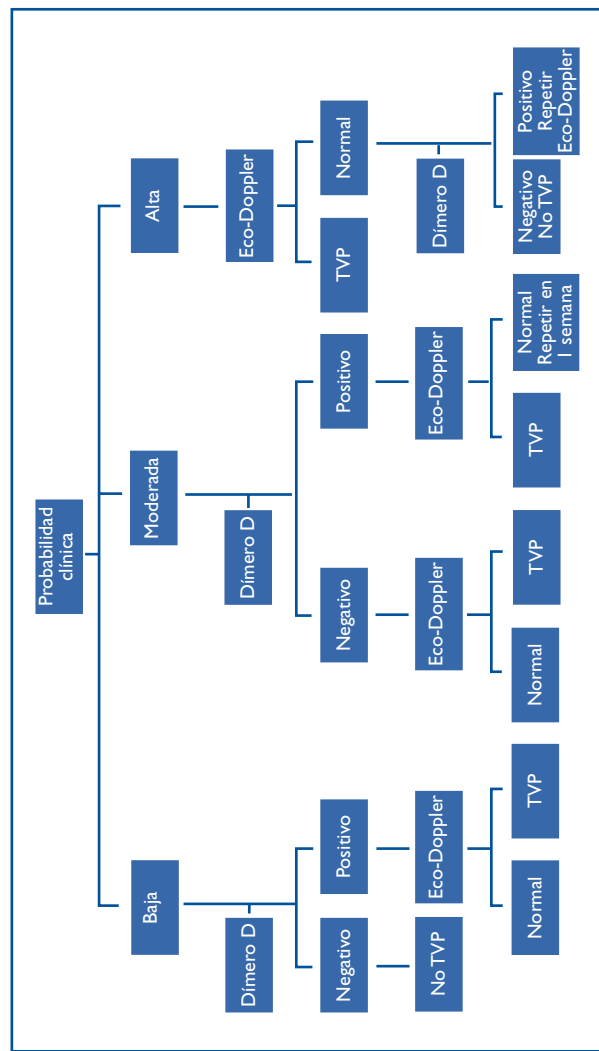 Probabilidad
clínica
Baja
Moderada
Alta
Dímero D
Dímero D
Eco-Doppler
Negativo
Positivo
Negativo
Positivo
TVP
Normal
No TVP
Eco-Doppler
Eco-Doppler
Eco-Doppler
Dímero D
Normal
TVP
Normal
TVP
TVP
Normal
Repetir en
1 semana
Negativo
No TVP
Positivo
Repetir
Eco-Doppler